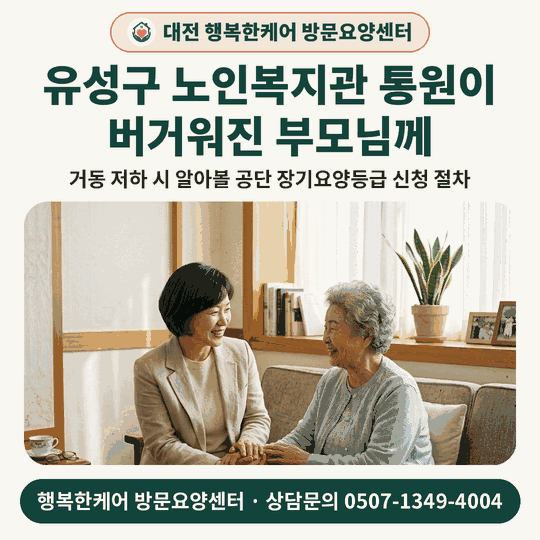 대전 행복한케어 방문요양센터
유성구 노인복지관 통원이
버거워진 부모님께
거동 저하 시 알아볼 공단 장기요양등급 신청 절차
행복한케어 방문요양센터 · 상담문의 0507-1349-4004